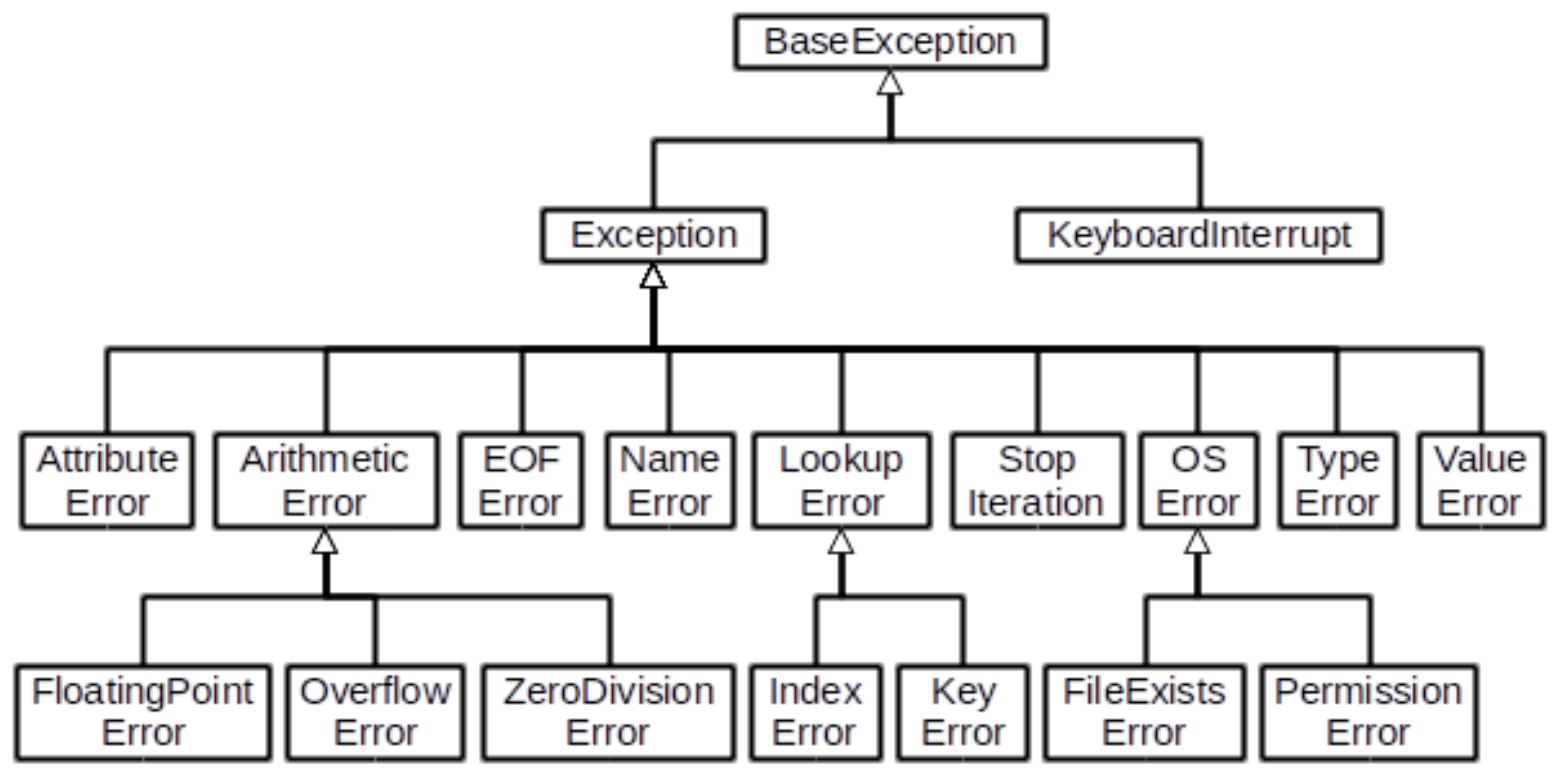 BaseException
Exception
KeyboardInterrupt
Attribute
Error
Arithmetic
Error
EOF
Error
Name
Error
Lookup
Error
Stop
Iteration
OS
Error
Type
Error
Value
Error
FloatingPoint
Error
Overflow
Error
ZeroDivision
Error
Index
Error
Key
Error
FileExists
Error
Permission
Error